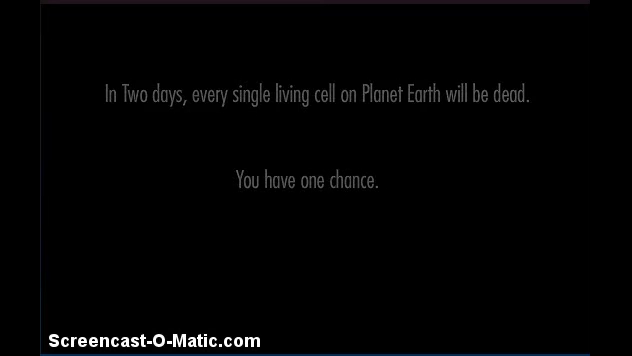 In Two days, every single living cell on Planet Earth will be dead.
You have one chance.
Screencast-O-Matic.com